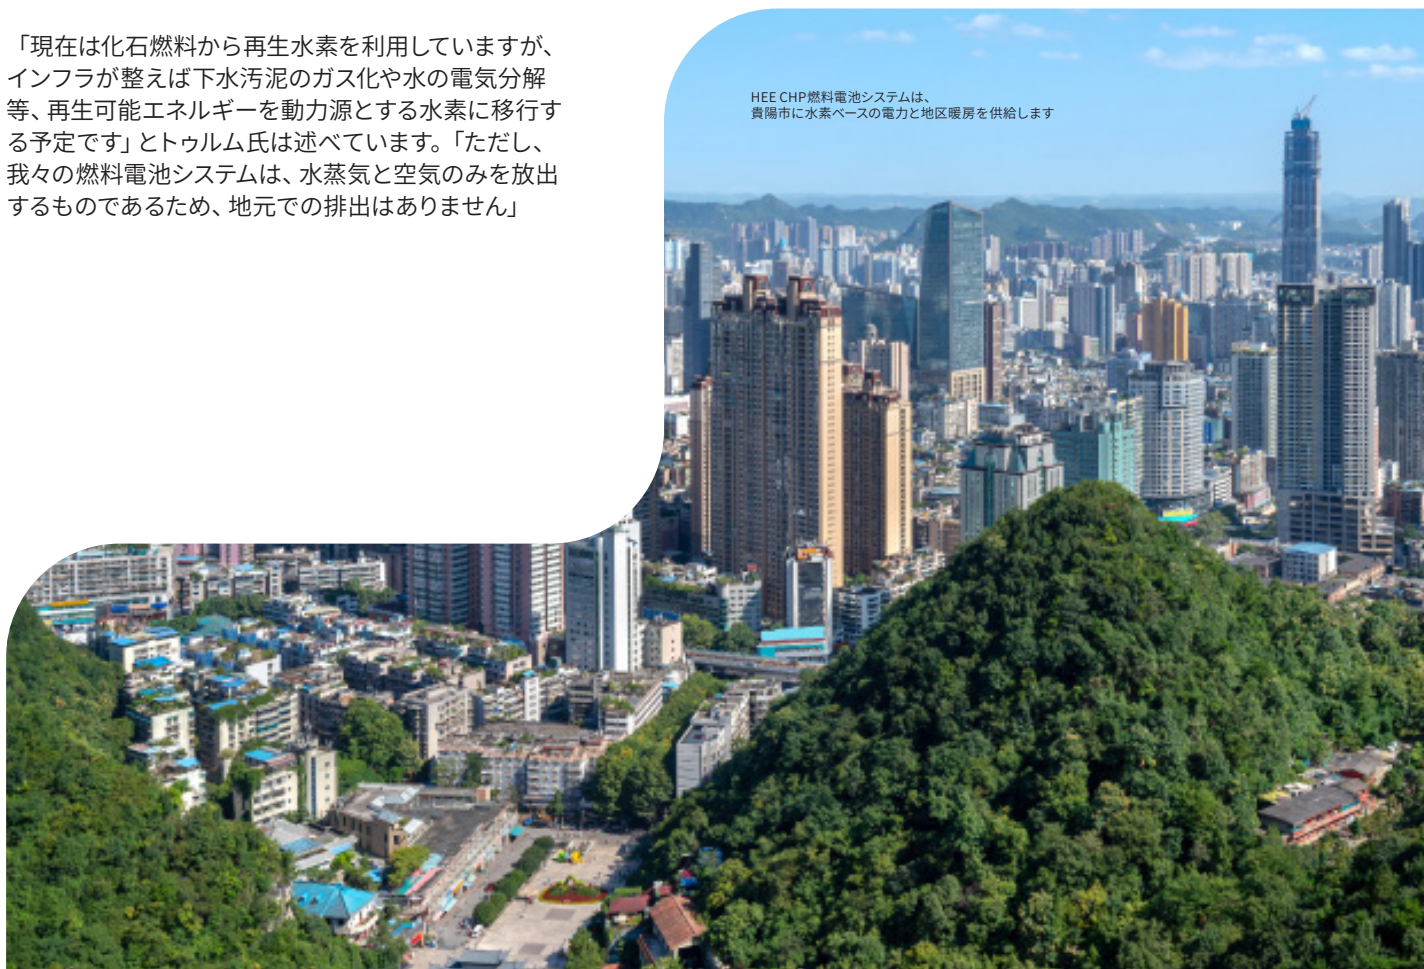 「現在は化石燃料から再生水素を利用していますが、
インフラが整えば下水汚泥のガス化や水の電気分解
等、再生可能エネルギーを動力源とする水素に移行す
る予定です」とトゥルム氏は述べています。「ただし、
我々の燃料電池システムは、水蒸気と空気のみを放出
するものであるため、地元での排出はありません」
HEE CHP燃料電池システムは、
貴陽市に水素ベースの電力と地区暖房を供給します